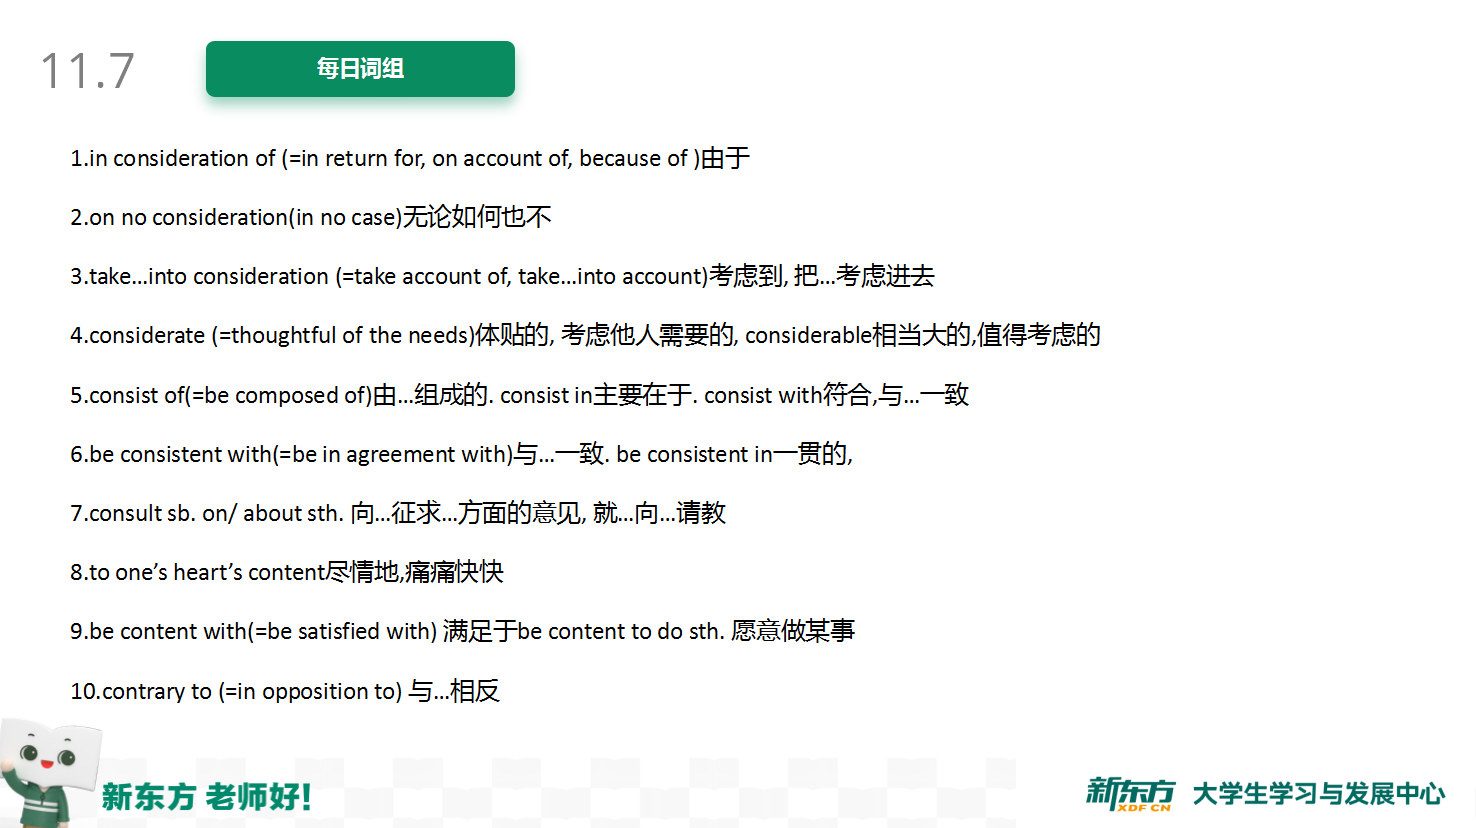 11.7
每日词组
1.in consideration of (=in return for, on account of, because of )由于
2.on no consideration(in no case)无论如何也不
3.take...into consideration (=take account of, take...into account)考虑到, 把...考虑进去
4.considerate (=thoughtful of the needs)体贴的, 考虑他人需要的, considerable相当大的,值得考虑的
5.consist of(=be composed of)由...组成的. consist in主要在于. consist with符合,与...一致
6.be consistent with(=be in agreement with)与...一致. be consistent in一贯的,
7.consult sb. on/ about sth. 向...征求...方面的意见, 就...向...请教
8.to one’s heart’s content尽情地,痛痛快快
9.be content with(=be satisfied with) 满足于be content to do sth. 愿意做某事
10.contrary to (=in opposition to) 与...相反
新东方 老师好!
新东方 XDF.CN 大学生学习与发展中心